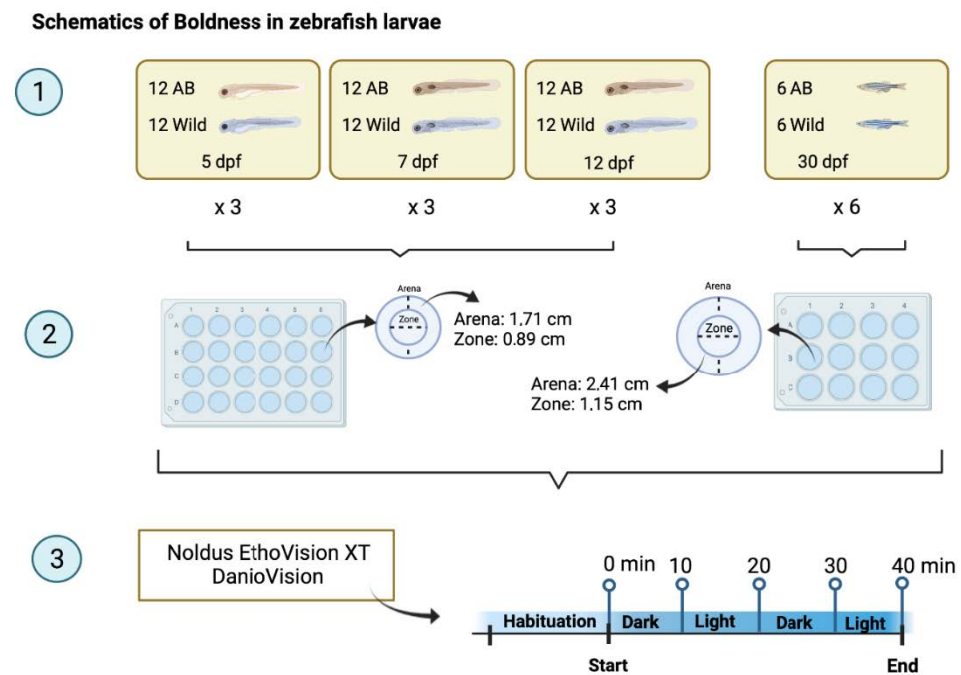 Schematics of Boldness in zebrafish larvae
1
12 AB
12 Wild
5 dpf
12 AB
12 Wild
7 dpf
12 AB
12 Wild
12 dpf
6 AB
6 Wild
30 dpf
x 3
x 3
x 3
x 6
2
1 2 3 4 5 6
A
B
C
D
Arena
Zone
Arena: 1,71 cm
Zone: 0.89 cm
Arena
Zone
Arena: 2,41 cm
Zone: 1,15 cm
1 2 3 4
A
B
C
3
Noldus EthoVision XT
DanioVision
0 min 10 20 30 40 min
Habituation Dark Light Dark Light
Start End